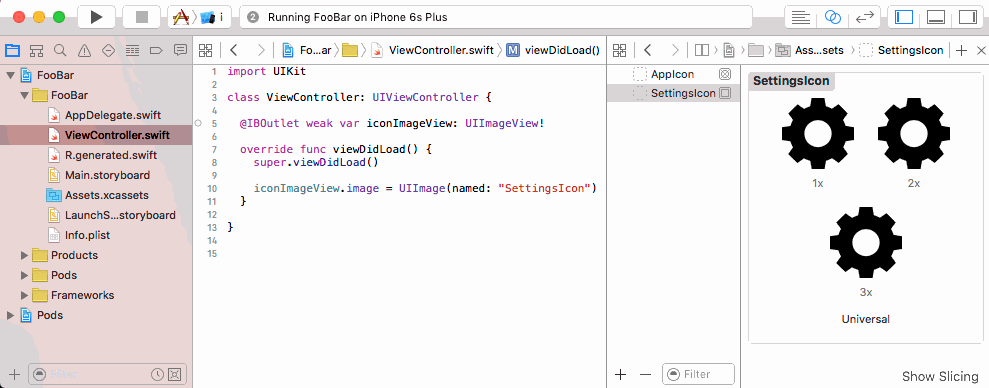 Running FooBar on iPhone 6s Plus
2
i
Fo...ar
ViewController.swift
M viewDidLoad()
Ass...sets
SettingsIcon
FooBar
FooBar
AppDelegate.swift
ViewController.swift
R.generated.swift
Main.storyboard
Assets.xcassets
LaunchS...storyboard
Info.plist
Products
Pods
Frameworks
Pods
Filter
1 import UIKit
2
3 class ViewController: UIViewController {
4
5 @IBOutlet weak var iconImageView: UIImageView!
6
7 override func viewDidLoad() {
8 super.viewDidLoad()
9
10 iconImageView.image = UIImage(named: "SettingsIcon")
11 }
12
13 }
14
15
AppIcon
SettingsIcon
Filter
SettingsIcon
1x
2x
3x
Universal
Show Slicing